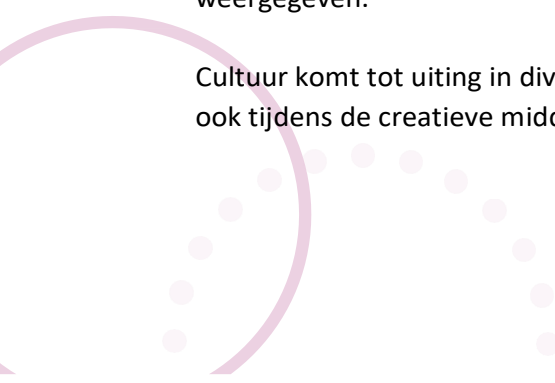 weergegeven.
Cultuur komt tot uiting in
ook tijdens de creatieve